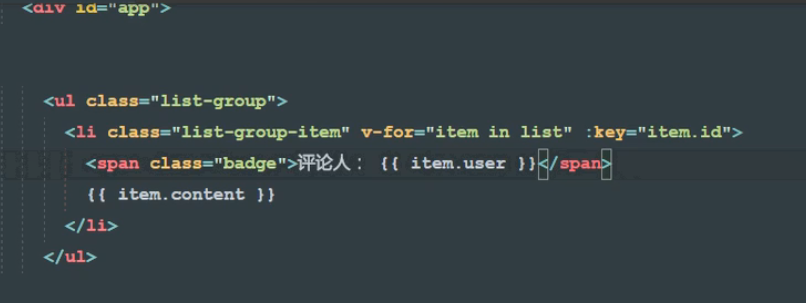 <div id="app">
<ul class="list-group">
<li class="list-group-item" v-for="item in list" :key="item.id">
<span class="badge">评论人： {{ item.user }}</span>
{{ item.content }}
</li>
</ul>